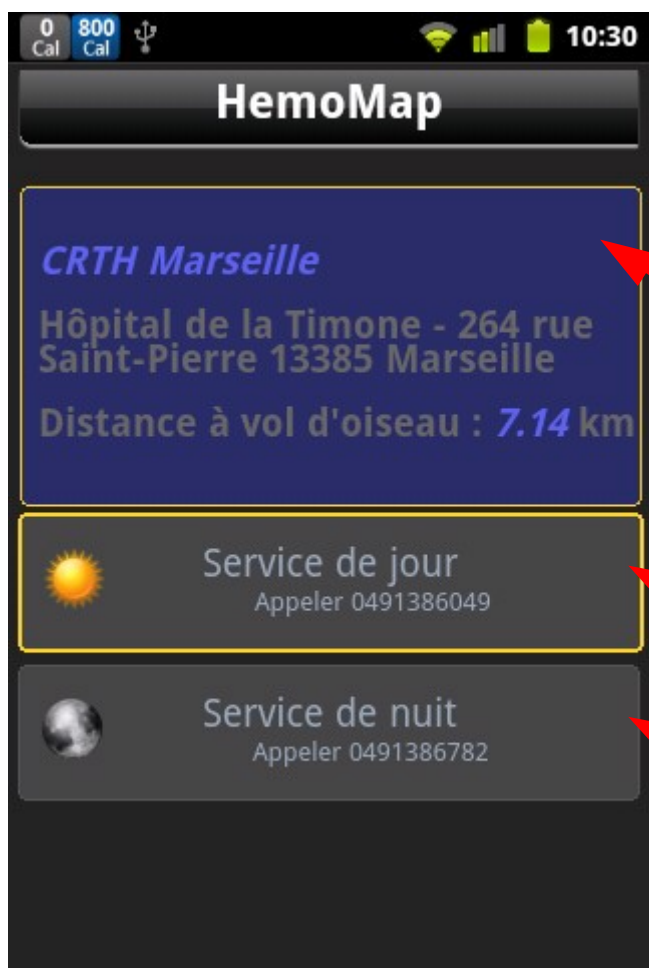 0 800 10:30
Cal Cal
HemoMap
CRTH Marseille
Hôpital de la Timone - 264 rue
Saint-Pierre 13385 Marseille
Distance à vol d'oiseau : 7.14 km
Service de jour
Appeler 0491386049
Service de nuit
Appeler 0491386782